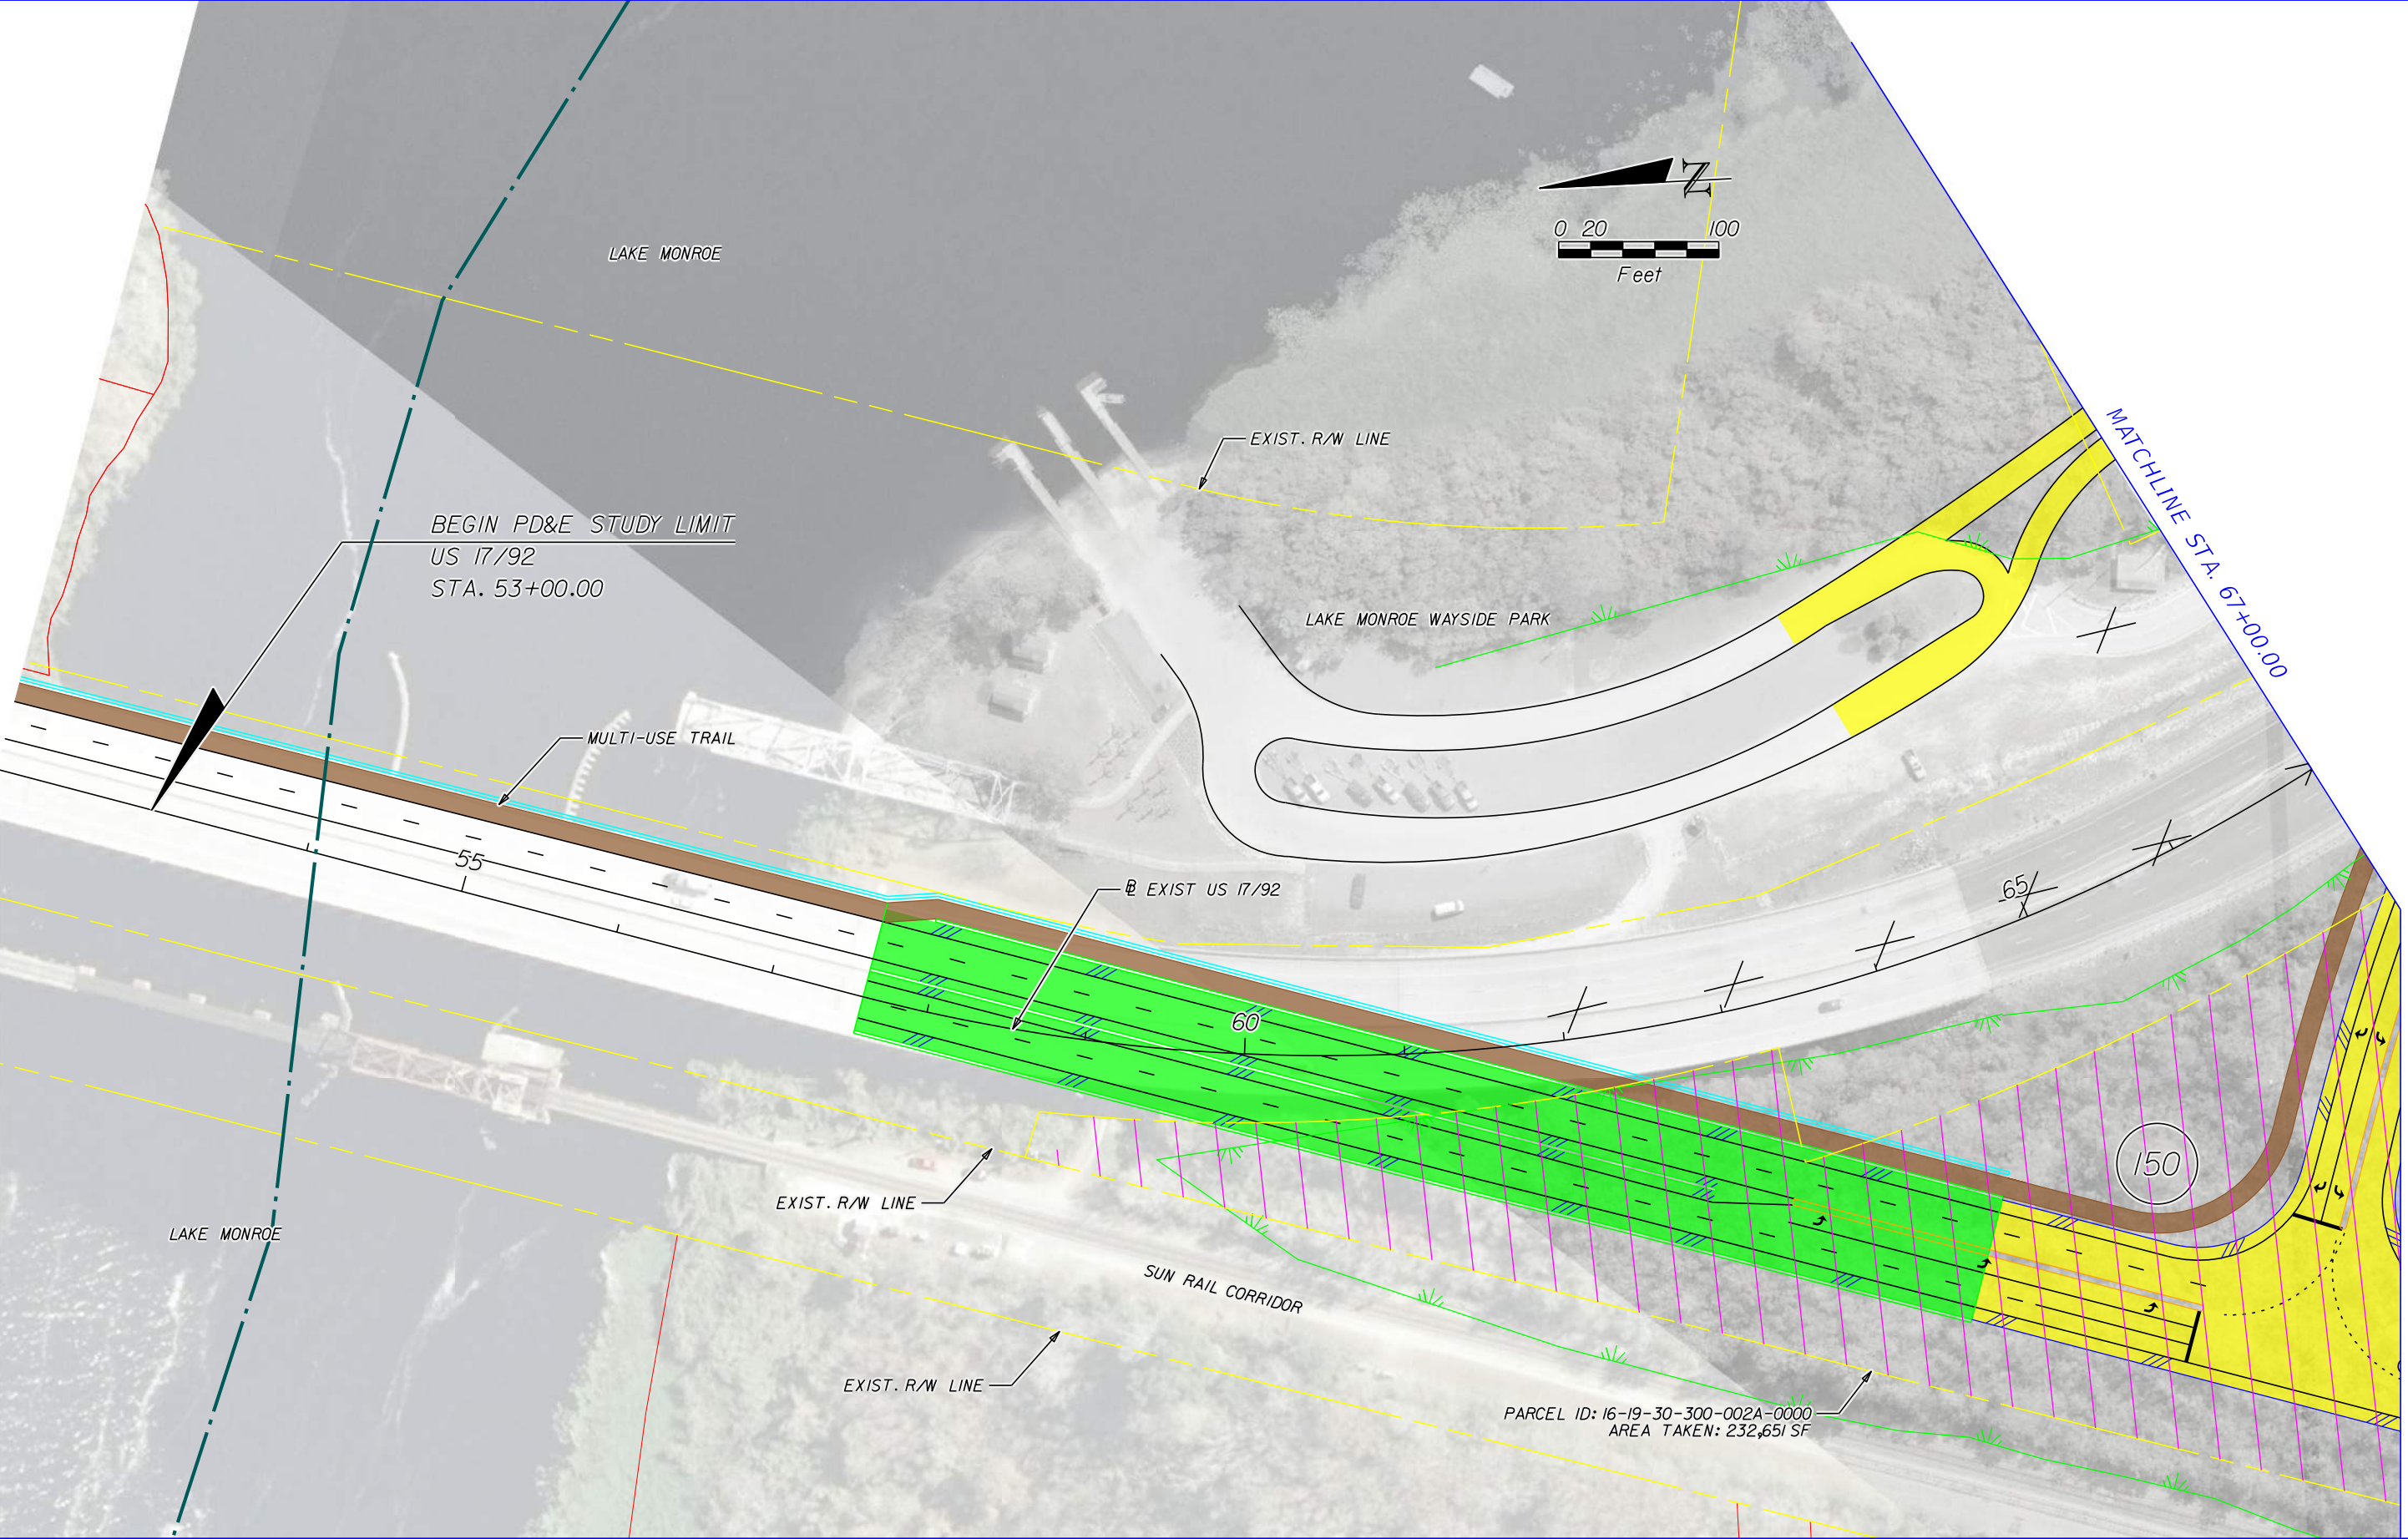 N
0 20 100
Feet
LAKE MONROE
EXIST. R/W LINE
MATCHLINE STA. 67+00.00
BEGIN PD&E STUDY LIMIT
US 17/92
STA. 53+00.00
LAKE MONROE WAYSIDE PARK
MULTI-USE TRAIL
55
℄ EXIST US 17/92
65
60
150
EXIST. R/W LINE
LAKE MONROE
SUN RAIL CORRIDOR
EXIST. R/W LINE
PARCEL ID: 16-19-30-300-002A-0000
AREA TAKEN: 232,651 SF